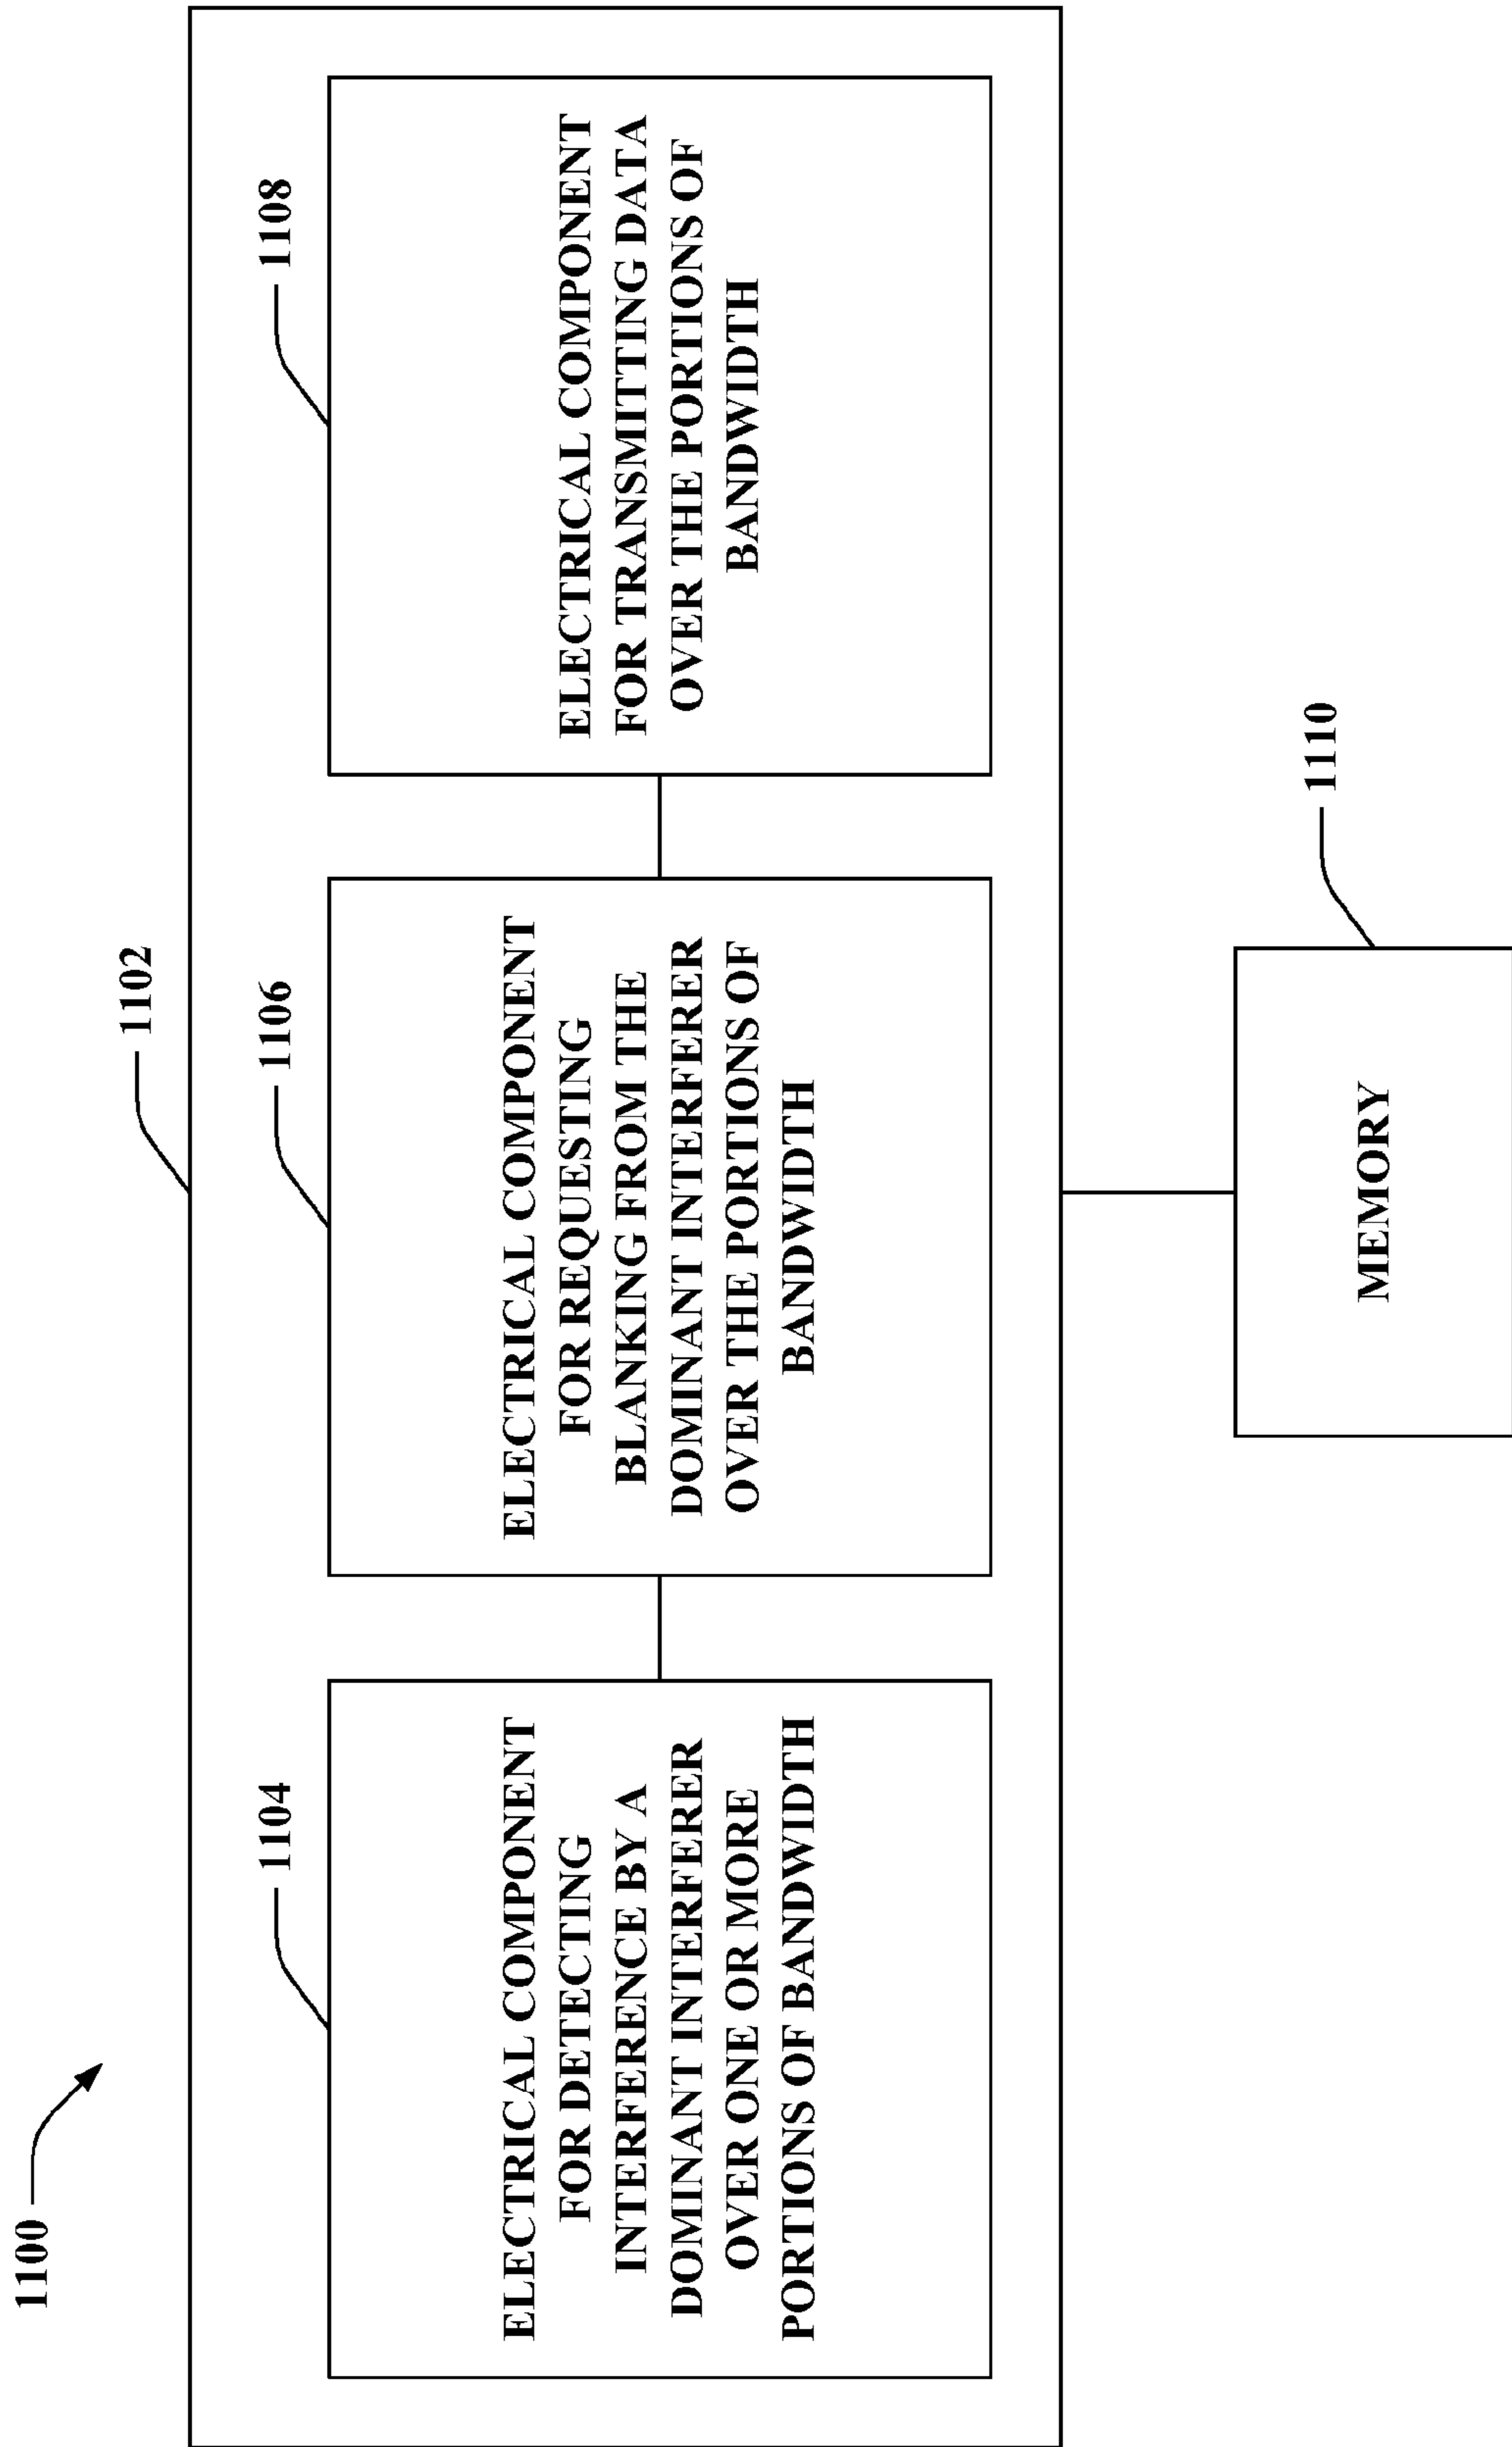 1100
1102
1104
ELECTRICAL COMPONENT
FOR DETECTING
INTERFERENCE BY A
DOMINANT INTERFERER
OVER ONE OR MORE
PORTIONS OF BANDWIDTH
1106
ELECTRICAL COMPONENT
FOR REQUESTING
BLANKING FROM THE
DOMINANT INTERFERER
OVER THE PORTIONS OF
BANDWIDTH
1108
ELECTRICAL COMPONENT
FOR TRANSMITTING DATA
OVER THE PORTIONS OF
BANDWIDTH
1110
MEMORY